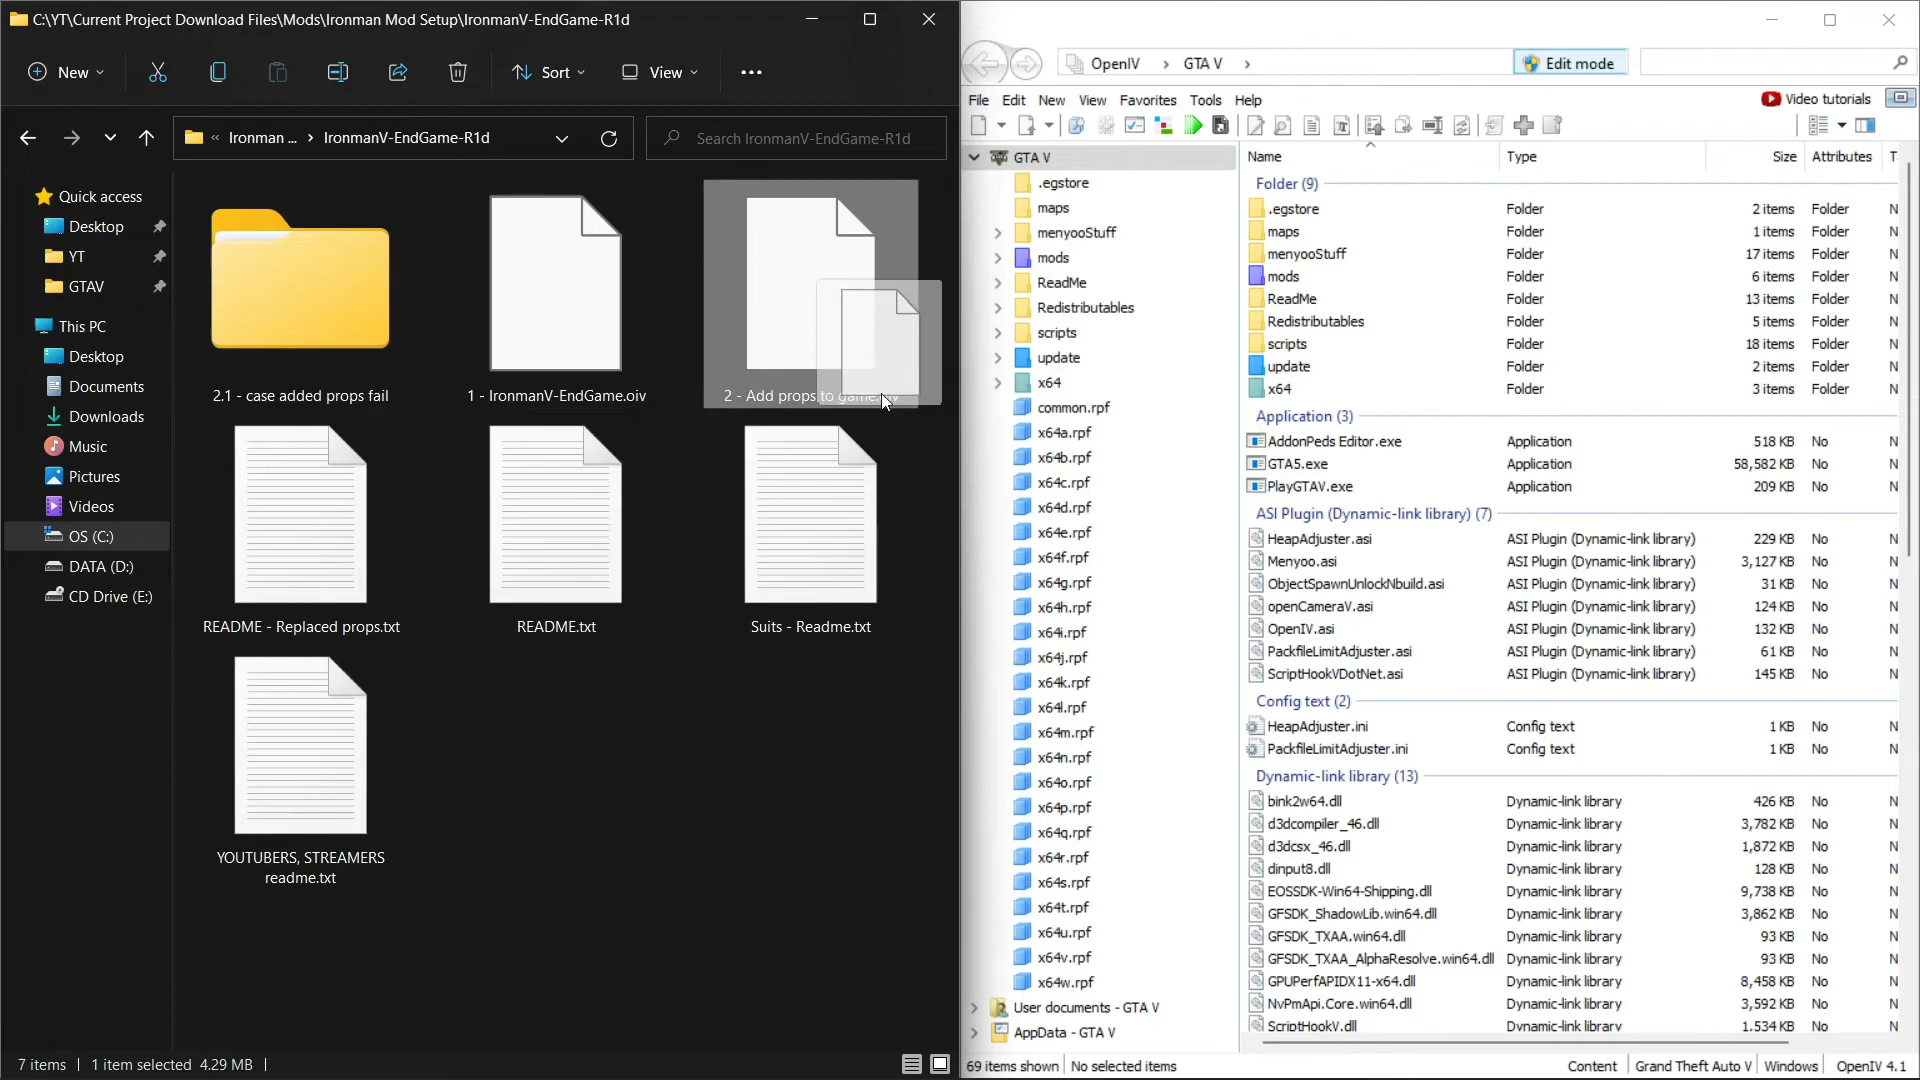 C:\YT\Current Project Download Files\Mods\Ironman Mod Setup\IronmanV-EndGame-R1d
New
Sort
View
Ironman ... › IronmanV-EndGame-R1d
Search IronmanV-EndGame-R1d
Quick access
Desktop
YT
GTAV
This PC
Desktop
Documents
Downloads
Music
Pictures
Videos
OS (C:)
DATA (D:)
CD Drive (E:)
2.1 - case added props fail
1 - IronmanV-EndGame.oiv
2 - Add props to game.oiv
README - Replaced props.txt
README.txt
Suits - Readme.txt
YOUTUBERS, STREAMERS
readme.txt
7 items
1 item selected 4.29 MB
OpenIV › GTA V ›
Edit mode
File Edit New View Favorites Tools Help
Video tutorials
GTA V
.egstore
maps
menyooStuff
mods
ReadMe
Redistributables
scripts
update
x64
common.rpf
x64a.rpf
x64b.rpf
x64c.rpf
x64d.rpf
x64e.rpf
x64f.rpf
x64g.rpf
x64h.rpf
x64i.rpf
x64j.rpf
x64k.rpf
x64l.rpf
x64m.rpf
x64n.rpf
x64o.rpf
x64p.rpf
x64q.rpf
x64r.rpf
x64s.rpf
x64t.rpf
x64u.rpf
x64v.rpf
x64w.rpf
User documents - GTA V
AppData - GTA V
Name Type Size Attributes T
Folder (9)
.egstore Folder 2 items Folder N
maps Folder 1 items Folder N
menyooStuff Folder 17 items Folder N
mods Folder 6 items Folder N
ReadMe Folder 13 items Folder N
Redistributables Folder 5 items Folder N
scripts Folder 18 items Folder N
update Folder 2 items Folder N
x64 Folder 3 items Folder N
Application (3)
AddonPeds Editor.exe Application 518 KB No N
GTA5.exe Application 58,582 KB No N
PlayGTAV.exe Application 209 KB No N
ASI Plugin (Dynamic-link library) (7)
HeapAdjuster.asi ASI Plugin (Dynamic-link library) 229 KB No N
Menyoo.asi ASI Plugin (Dynamic-link library) 3,127 KB No N
ObjectSpawnUnlockNbuild.asi ASI Plugin (Dynamic-link library) 31 KB No N
openCameraV.asi ASI Plugin (Dynamic-link library) 124 KB No N
OpenIV.asi ASI Plugin (Dynamic-link library) 132 KB No N
PackfileLimitAdjuster.asi ASI Plugin (Dynamic-link library) 61 KB No N
ScriptHookVDotNet.asi ASI Plugin (Dynamic-link library) 145 KB No N
Config text (2)
HeapAdjuster.ini Config text 1 KB No N
PackfileLimitAdjuster.ini Config text 1 KB No N
Dynamic-link library (13)
bink2w64.dll Dynamic-link library 426 KB No N
d3dcompiler_46.dll Dynamic-link library 3,782 KB No N
d3dcsx_46.dll Dynamic-link library 1,872 KB No N
dinput8.dll Dynamic-link library 128 KB No N
EOSSDK-Win64-Shipping.dll Dynamic-link library 9,738 KB No N
GFSDK_ShadowLib.win64.dll Dynamic-link library 3,862 KB No N
GFSDK_TXAA.win64.dll Dynamic-link library 93 KB No N
GFSDK_TXAA_AlphaResolve.win64.dll Dynamic-link library 93 KB No N
GPUPerfAPIDX11-x64.dll Dynamic-link library 8,458 KB No N
NvPmApi.Core.win64.dll Dynamic-link library 3,592 KB No N
ScriptHookV.dll Dynamic-link library 1,534 KB No N
69 items shown No selected items Content Grand Theft Auto V Windows OpenIV 4.1